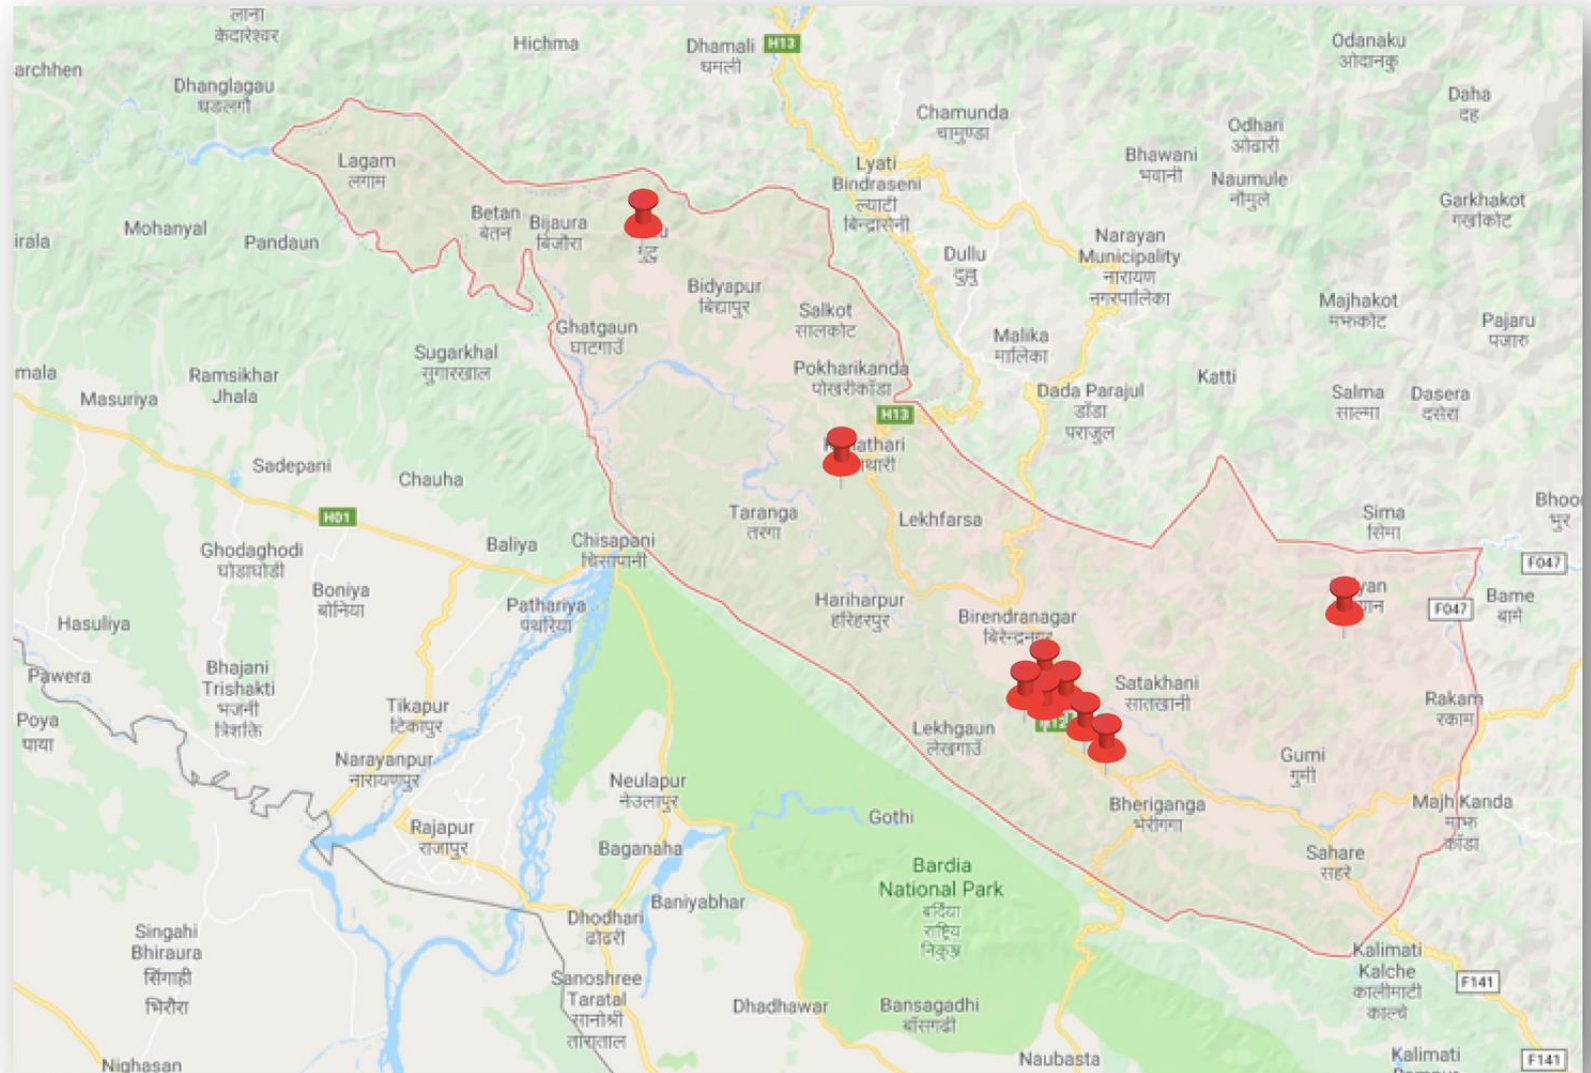 लाना
केदारेश्वर
Hichma
Dhamali
धमली
H13
Odanaku
ओदानकु
archhen
Dhanglagau
धङलगौ
Daha
दह
Chamunda
चामुण्डा
Odhari
ओढारी
Lagam
लगाम
Lyati
Bindraseni
ल्याटी
बिन्द्रासेनी
Bhawani
भवानी
Naumule
नौमुले
Garkhakot
गर्खाकोट
irala
Mohanyal
Pandaun
Betan
बेतन
Bijaura
बिजौरा
Dullu
दुल्लु
Narayan
Municipality
नारायण
नगरपालिका
Bidyapur
बिद्यापुर
Salkot
सालकोट
Majhakot
मझकोट
Pajaru
पजारु
Ghatgaun
घाटगाउँ
Malika
मालिका
Sugarkhal
सुगारखाल
mala
Masuriya
Ramsikhar
Jhala
Pokharikanda
पोखरीकाँडा
Katti
Dada Parajul
डाँडा
पराजुल
Salma
साल्मा
Dasera
दसेरा
H13
athari
थारी
Sadepani
Chauha
H01
Taranga
तरंगा
Lekhfarsa
Sima
सिमा
Bhoo
भुर
Ghodaghodi
घोडाघोडी
Baliya
Chisapani
चिसापानी
F047
Boniya
बोनिया
Pathariya
पथरिया
Hariharpur
हरिहरपुर
Birendranagar
बिरेन्द्रनगर
yan
यान
F047
Bame
बामे
Hasuliya
Pawera
Bhajani
Trishakti
भजनी
त्रिशक्ति
Satakhani
सातखानी
Rakam
रकाम
Poya
पाया
Tikapur
टिकापुर
Lekhgaun
लेखगाउँ
Narayanpur
नारायणपुर
Neulapur
नेउलापुर
Gumi
गुमी
Gothi
Bheriganga
भेरीगंगा
Majh Kanda
माझ
काँडा
Rajapur
राजापुर
Baganaha
Sahare
सहरे
Bardia
National Park
बर्दिया
राष्ट्रिय
निकुञ्ज
Baniyabhar
Dhodhari
ढोढरी
Singahi
Bhiraura
सिंगाही
भिरौरा
Kalimati
Kalche
कालीमाटी
काल्चे
F141
Sanoshree
Taratal
सानोश्री
ताराताल
Dhadhawar
Bansagadhi
बाँसगढी
Nighasan
Naubasta
Kalimati
F141